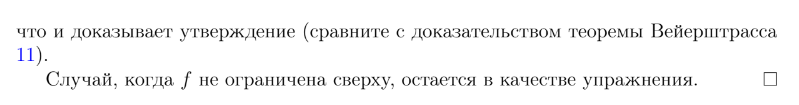 что и доказывает утверждение (сравните с доказательством теоремы Вейерштрасса
11).
Случай, когда f не ограничена сверху, остается в качестве упражнения. □